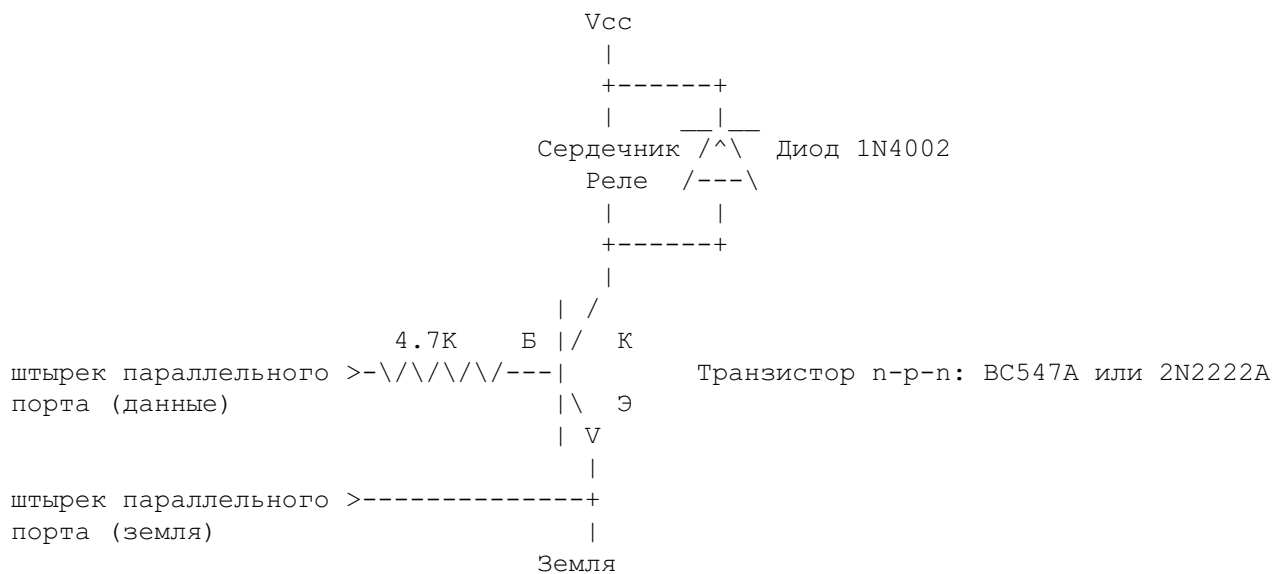 Vcc
Сердечник Диод 1N4002
Реле
4.7K Б К
штырек параллельного Транзистор n-p-n: BC547A или 2N2222A
порта (данные) Э
штырек параллельного
порта (земля)
Земля